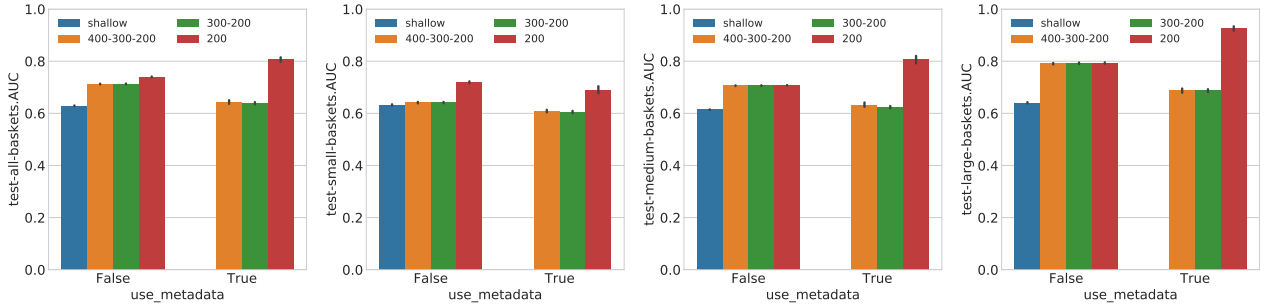 test-all-baskets.AUC
1.0
0.8
0.6
0.4
0.2
0.0
shallow
400-300-200
300-200
200
False
True
use_metadata
test-small-baskets.AUC
1.0
0.8
0.6
0.4
0.2
0.0
shallow
400-300-200
300-200
200
False
True
use_metadata
test-medium-baskets.AUC
1.0
0.8
0.6
0.4
0.2
0.0
shallow
400-300-200
300-200
200
False
True
use_metadata
test-large-baskets.AUC
1.0
0.8
0.6
0.4
0.2
0.0
shallow
400-300-200
300-200
200
False
True
use_metadata